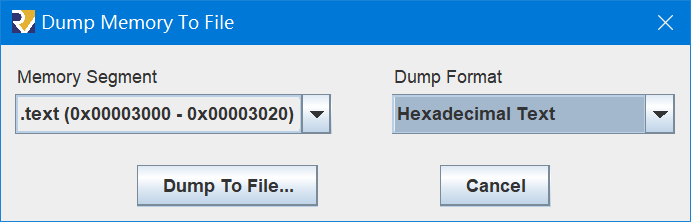 Dump Memory To File
Memory Segment
Dump Format
.text (0x00003000 - 0x00003020)
Hexadecimal Text
Dump To File...
Cancel